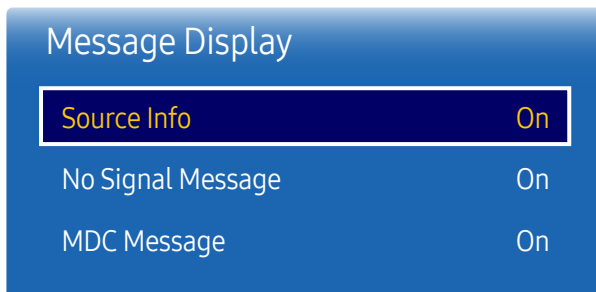 Message Display
Source Info On
No Signal Message On
MDC Message On